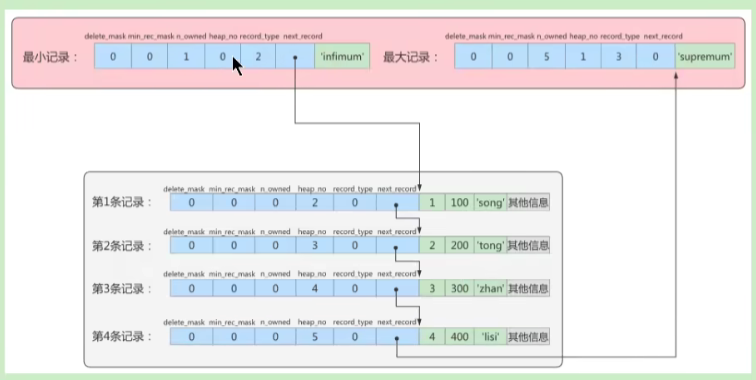 delete_mask min_rec_mask n_owned heap_no record_type next_record
最小记录： 0 0 1 0 2 'infimum'
delete_mask min_rec_mask n_owned heap_no record_type next_record
最大记录： 0 0 5 1 3 0 'supremum'
delete_mask min_rec_mask n_owned heap_no record_type next_record
第1条记录： 0 0 0 2 0 1 100 'song' 其他信息
delete_mask min_rec_mask n_owned heap_no record_type next_record
第2条记录： 0 0 0 3 0 2 200 'tong' 其他信息
delete_mask min_rec_mask n_owned heap_no record_type next_record
第3条记录： 0 0 0 4 0 3 300 'zhan' 其他信息
delete_mask min_rec_mask n_owned heap_no record_type next_record
第4条记录： 0 0 0 5 0 4 400 'lisi' 其他信息